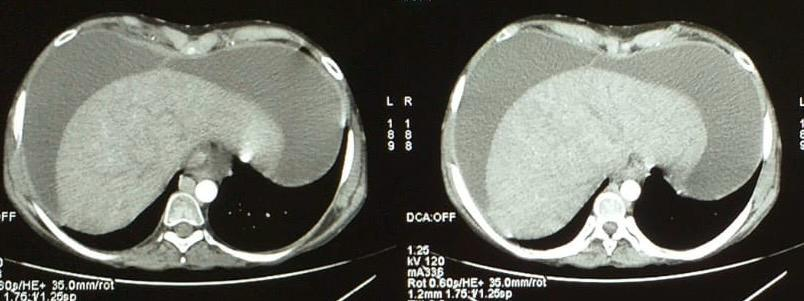 L R
1 1
8 8
9 8
FF
60s/HE+ 35.0mm/rot
1.75:1/1.25sp
L
1
8
9
DCA:OFF
1.25
kV 120
mA336
Rot 0.60s/HE+ 35.0mm/rot
1.2mm 1.75:1/1.25sp